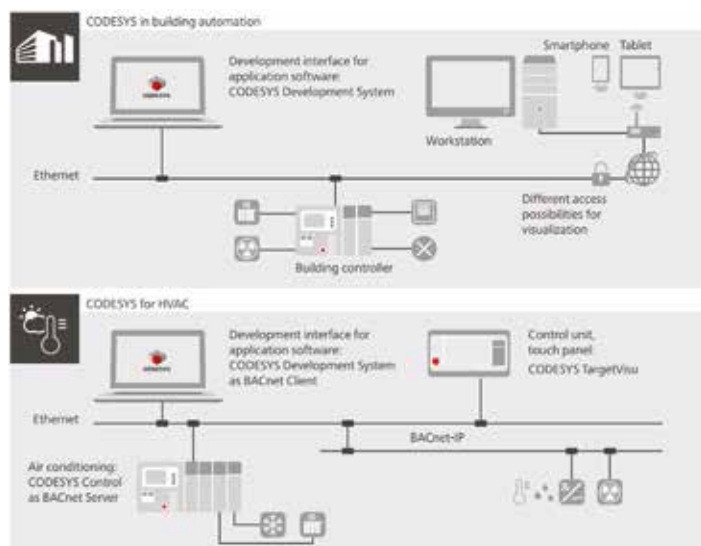 CODESYS in building automation
Development interface for
application software:
CODESYS Development System
Smartphone
Tablet
CODESYS
Workstation
Ethernet
Different access
possibilities for
visualization
Building controller
CODESYS for HVAC
Development interface for
application software:
CODESYS Development System
as BACnet Client
Control unit,
touch panel:
CODESYS TargetVisu
CODESYS
Ethernet
BACnet-IP
Air conditioning:
CODESYS Control
as BACnet Server